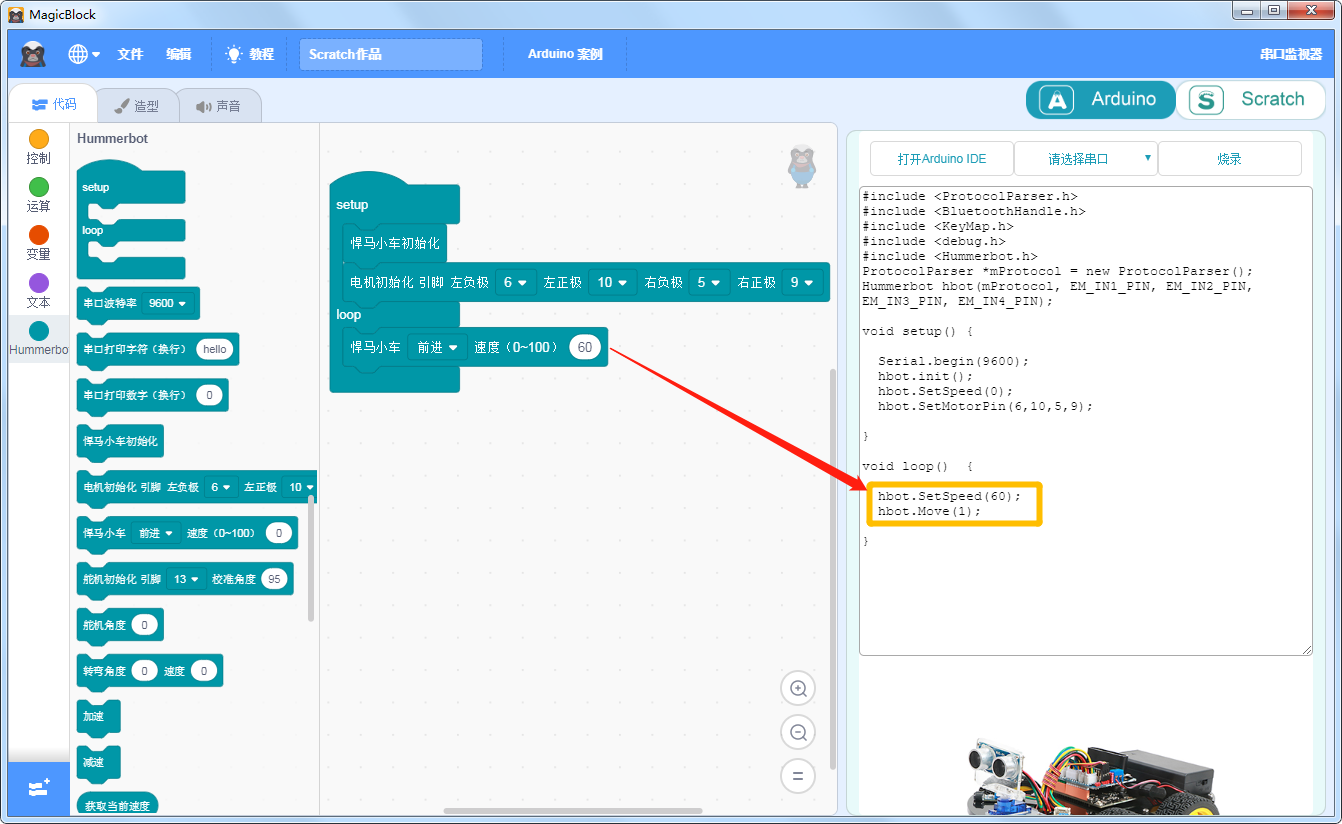 MagicBlock
文件 编辑 教程 Scratch作品 Arduino 案例 串口监视器
代码 造型 声音
Arduino Scratch
控制
运算
变量
文本
Hummerbo
Hummerbot
setup
loop
串口波特率 9600
串口打印字符（换行） hello
串口打印数字（换行） 0
悍马小车初始化
电机初始化 引脚 左负极 6 左正极 10
悍马小车 前进 速度（0~100） 0
舵机初始化 引脚 13 校准角度 95
舵机角度 0
转弯角度 0 速度 0
加速
减速
获取当前速度
setup
悍马小车初始化
电机初始化 引脚 左负极 6 左正极 10 右负极 5 右正极 9
loop
悍马小车 前进 速度（0~100） 60
打开Arduino IDE 请选择串口 烧录
#include <ProtocolParser.h>
#include <BluetoothHandle.h>
#include <KeyMap.h>
#include <debug.h>
#include <Hummerbot.h>
ProtocolParser *mProtocol = new ProtocolParser();
Hummerbot hbot(mProtocol, EM_IN1_PIN, EM_IN2_PIN,
EM_IN3_PIN, EM_IN4_PIN);
void setup() {
Serial.begin(9600);
hbot.init();
hbot.SetSpeed(0);
hbot.SetMotorPin(6,10,5,9);
}
void loop() {
hbot.SetSpeed(60);
hbot.Move(1);
}